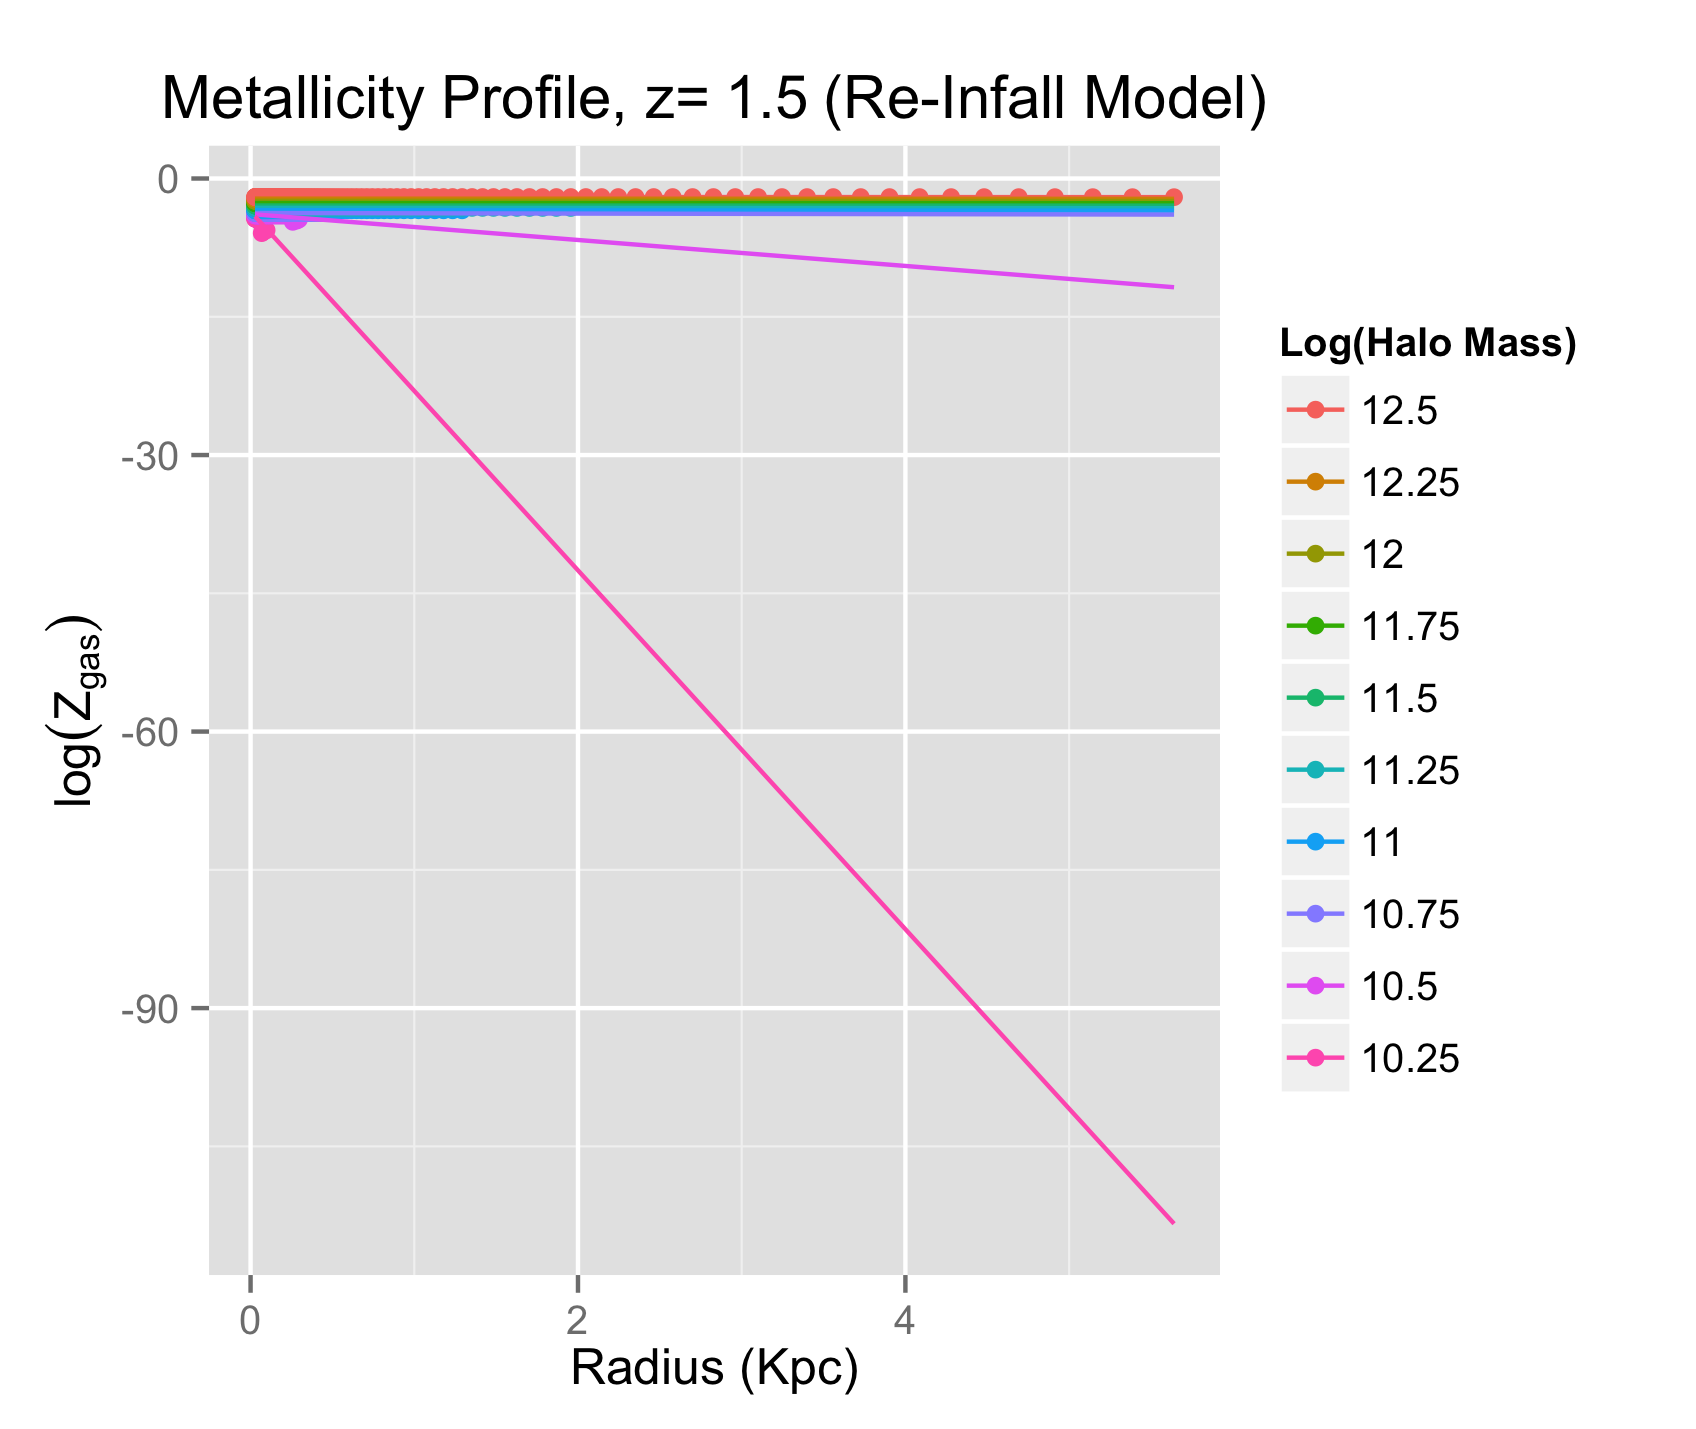 Metallicity Profile, z= 1.5 (Re-Infall Model)
0
-30
-60
-90
log(Zgas)
0 2 4
Radius (Kpc)
Log(Halo Mass)
12.5
12.25
12
11.75
11.5
11.25
11
10.75
10.5
10.25